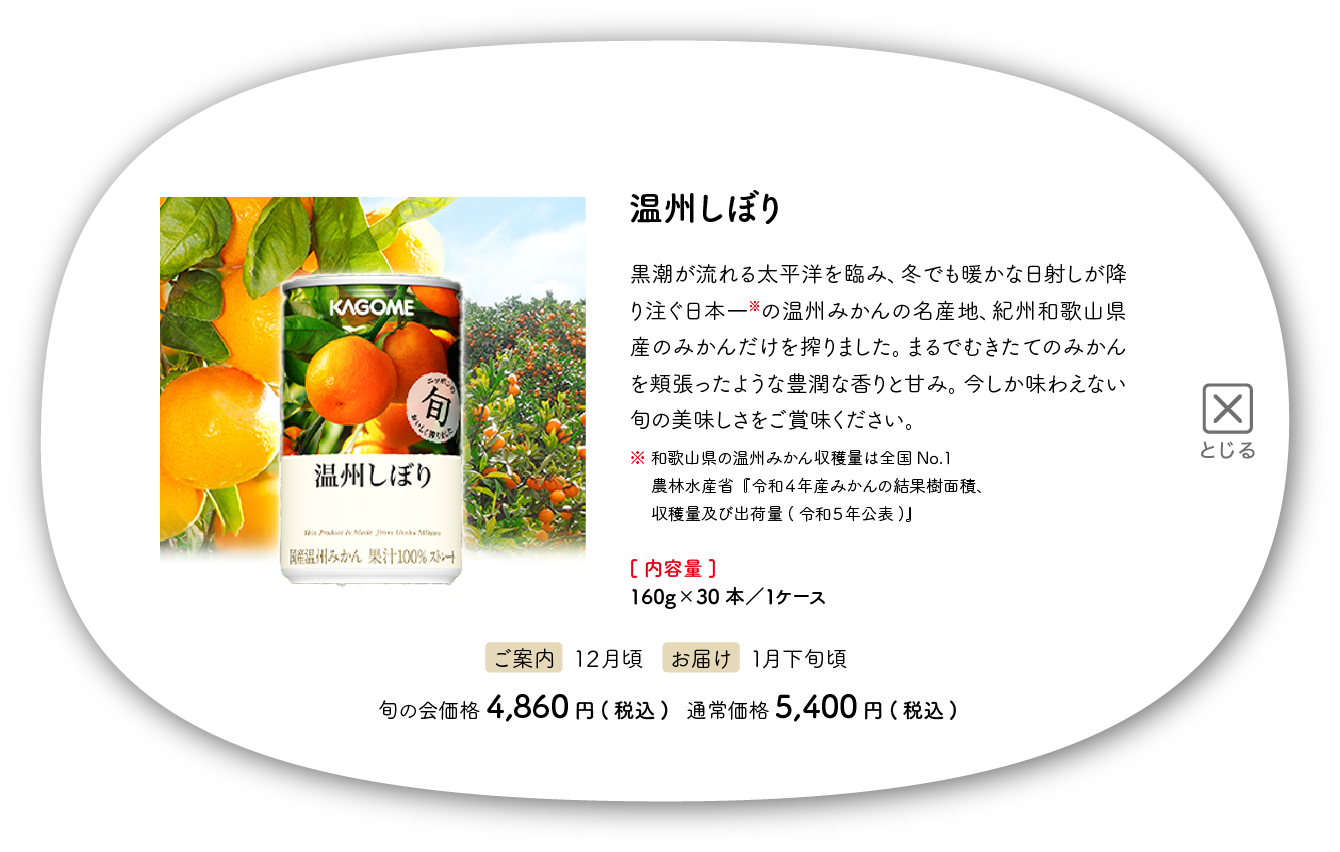 温州しぼり
黒潮が流れる太平洋を臨み、冬でも暖かな日射しが降
り注ぐ日本一※の温州みかんの名産地、紀州和歌山県
産のみかんだけを搾りました。まるでむきたてのみかん
を頬張ったような豊潤な香りと甘み。今しか味わえない
旬の美味しさをご賞味ください。
※ 和歌山県の温州みかん収穫量は全国 No.1
農林水産省『令和4年産みかんの結果樹面積、
収穫量及び出荷量(令和5年公表)』
[ 内容量 ]
160g×30 本／1ケース
KAGOME
ニッポンの
旬
おいしく搾りました
温州しぼり
This Product is Made from Unshu Mikans
国産温州みかん 果汁100% ストレート
とじる
ご案内 12月頃 お届け 1月下旬頃
旬の会価格 4,860 円(税込) 通常価格 5,400 円(税込)